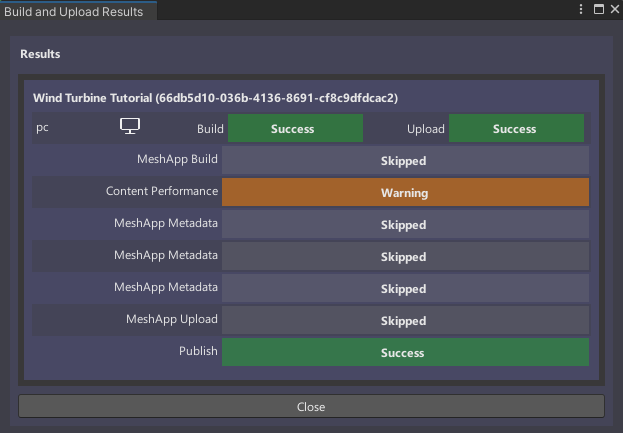 Build and Upload Results
Results
Wind Turbine Tutorial (66db5d10-036b-4136-8691-cf8c9dfdcac2)
pc Build Success Upload Success
MeshApp Build Skipped
Content Performance Warning
MeshApp Metadata Skipped
MeshApp Metadata Skipped
MeshApp Metadata Skipped
MeshApp Upload Skipped
Publish Success
Close